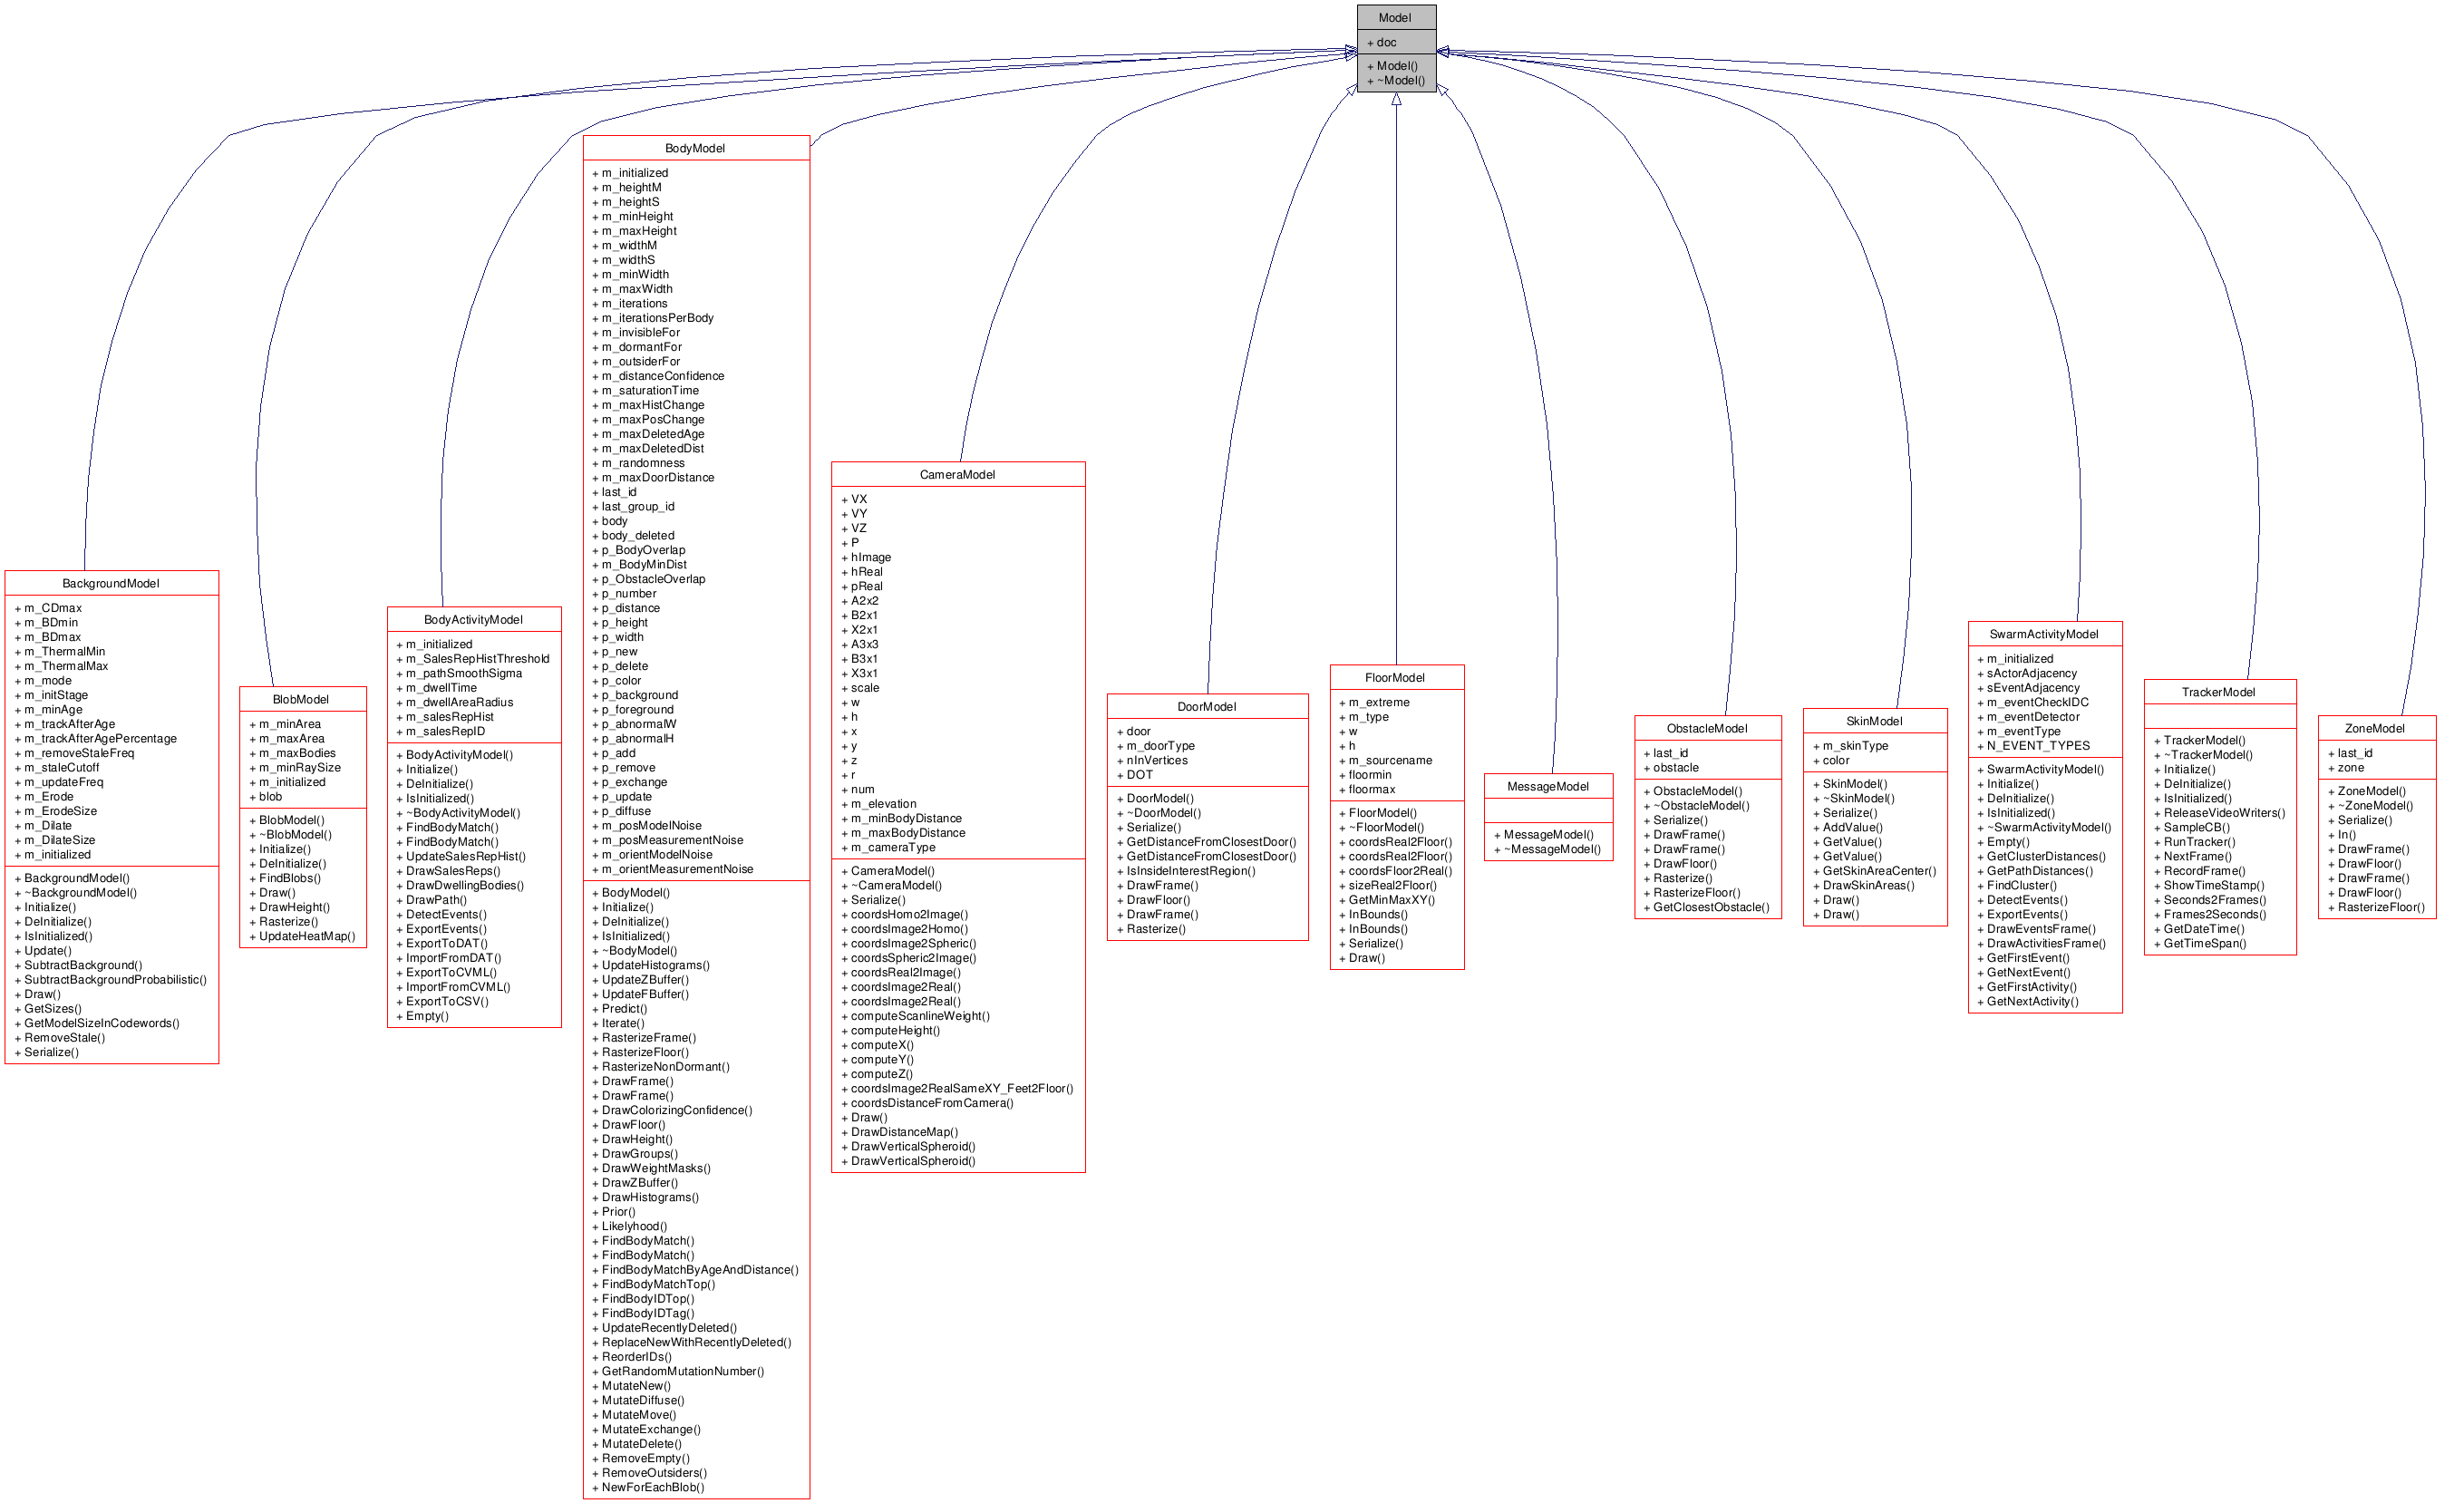 Model
+ doc
+ Model()
+ ~Model()
BackgroundModel
+ m_CDmax
+ m_BDmin
+ m_BDmax
+ m_ThermalMin
+ m_ThermalMax
+ m_mode
+ m_initStage
+ m_minAge
+ m_trackAfterAge
+ m_trackAfterAgePercentage
+ m_removeStaleFreq
+ m_staleCutoff
+ m_updateFreq
+ m_Erode
+ m_ErodeSize
+ m_Dilate
+ m_DilateSize
+ m_initialized
+ BackgroundModel()
+ ~BackgroundModel()
+ Initialize()
+ DeInitialize()
+ IsInitialized()
+ Update()
+ SubtractBackground()
+ SubtractBackgroundProbabilistic()
+ Draw()
+ GetSizes()
+ GetModelSizeInCodewords()
+ RemoveStale()
+ Serialize()
BlobModel
+ m_minArea
+ m_maxArea
+ m_maxBodies
+ m_minRaySize
+ m_initialized
+ blob
+ BlobModel()
+ ~BlobModel()
+ Initialize()
+ DeInitialize()
+ FindBlobs()
+ Draw()
+ DrawHeight()
+ Rasterize()
+ UpdateHeatMap()
BodyActivityModel
+ m_initialized
+ m_SalesRepHistThreshold
+ m_pathSmoothSigma
+ m_dwellTime
+ m_dwellAreaRadius
+ m_salesRepHist
+ m_salesRepID
+ BodyActivityModel()
+ Initialize()
+ DeInitialize()
+ IsInitialized()
+ ~BodyActivityModel()
+ FindBodyMatch()
+ FindBodyMatch()
+ UpdateSalesRepHist()
+ DrawSalesReps()
+ DrawDwellingBodies()
+ DrawPath()
+ DetectEvents()
+ ExportEvents()
+ ExportToDAT()
+ ImportFromDAT()
+ ExportToCVML()
+ ImportFromCVML()
+ ExportToCSV()
+ Empty()
BodyModel
+ m_initialized
+ m_heightM
+ m_heightS
+ m_minHeight
+ m_maxHeight
+ m_widthM
+ m_widthS
+ m_minWidth
+ m_maxWidth
+ m_iterations
+ m_iterationsPerBody
+ m_invisibleFor
+ m_dormantFor
+ m_outsiderFor
+ m_distanceConfidence
+ m_saturationTime
+ m_maxHistChange
+ m_maxPosChange
+ m_maxDeletedAge
+ m_maxDeletedDist
+ m_randomness
+ m_maxDoorDistance
+ last_id
+ last_group_id
+ body
+ body_deleted
+ p_BodyOverlap
+ m_BodyMinDist
+ p_ObstacleOverlap
+ p_number
+ p_distance
+ p_height
+ p_width
+ p_new
+ p_delete
+ p_color
+ p_background
+ p_foreground
+ p_abnormalW
+ p_abnormalH
+ p_add
+ p_remove
+ p_exchange
+ p_update
+ p_diffuse
+ m_posModelNoise
+ m_posMeasurementNoise
+ m_orientModelNoise
+ m_orientMeasurementNoise
+ BodyModel()
+ Initialize()
+ DeInitialize()
+ IsInitialized()
+ ~BodyModel()
+ UpdateHistograms()
+ UpdateZBuffer()
+ UpdateFBuffer()
+ Predict()
+ Iterate()
+ RasterizeFrame()
+ RasterizeFloor()
+ RasterizeNonDormant()
+ DrawFrame()
+ DrawFrame()
+ DrawColorizingConfidence()
+ DrawFloor()
+ DrawHeight()
+ DrawGroups()
+ DrawWeightMasks()
+ DrawZBuffer()
+ DrawHistograms()
+ Prior()
+ Likelyhood()
+ FindBodyMatch()
+ FindBodyMatch()
+ FindBodyMatchByAgeAndDistance()
+ FindBodyMatchTop()
+ FindBodyIDTop()
+ FindBodyIDTag()
+ UpdateRecentlyDeleted()
+ ReplaceNewWithRecentlyDeleted()
+ ReorderIDs()
+ GetRandomMutationNumber()
+ MutateNew()
+ MutateDiffuse()
+ MutateMove()
+ MutateExchange()
+ MutateDelete()
+ RemoveEmpty()
+ RemoveOutsiders()
+ NewForEachBlob()
CameraModel
+ VX
+ VY
+ VZ
+ P
+ hImage
+ hReal
+ pReal
+ A2x2
+ B2x1
+ X2x1
+ A3x3
+ B3x1
+ X3x1
+ scale
+ w
+ h
+ x
+ y
+ z
+ r
+ num
+ m_elevation
+ m_minBodyDistance
+ m_maxBodyDistance
+ m_cameraType
+ CameraModel()
+ ~CameraModel()
+ Serialize()
+ coordsHomo2Image()
+ coordsImage2Homo()
+ coordsImage2Spheric()
+ coordsSpheric2Image()
+ coordsReal2Image()
+ coordsImage2Real()
+ coordsImage2Real()
+ computeScanlineWeight()
+ computeHeight()
+ computeX()
+ computeY()
+ computeZ()
+ coordsImage2RealSameXY_Feet2Floor()
+ coordsDistanceFromCamera()
+ Draw()
+ DrawDistanceMap()
+ DrawVerticalSpheroid()
+ DrawVerticalSpheroid()
DoorModel
+ door
+ m_doorType
+ nInVertices
+ DOT
+ DoorModel()
+ ~DoorModel()
+ Serialize()
+ GetDistanceFromClosestDoor()
+ GetDistanceFromClosestDoor()
+ IsInsideInterestRegion()
+ DrawFrame()
+ DrawFloor()
+ DrawFrame()
+ Rasterize()
FloorModel
+ m_extreme
+ m_type
+ w
+ h
+ m_sourcename
+ floormin
+ floormax
+ FloorModel()
+ ~FloorModel()
+ coordsReal2Floor()
+ coordsReal2Floor()
+ coordsFloor2Real()
+ sizeReal2Floor()
+ GetMinMaxXY()
+ InBounds()
+ InBounds()
+ Serialize()
+ Draw()
MessageModel
+ MessageModel()
+ ~MessageModel()
ObstacleModel
+ last_id
+ obstacle
+ ObstacleModel()
+ ~ObstacleModel()
+ Serialize()
+ DrawFrame()
+ DrawFrame()
+ DrawFloor()
+ Rasterize()
+ RasterizeFloor()
+ GetClosestObstacle()
SkinModel
+ m_skinType
+ color
+ SkinModel()
+ ~SkinModel()
+ Serialize()
+ AddValue()
+ GetValue()
+ GetValue()
+ GetSkinAreaCenter()
+ DrawSkinAreas()
+ Draw()
+ Draw()
SwarmActivityModel
+ m_initialized
+ sActorAdjacency
+ sEventAdjacency
+ m_eventCheckIDC
+ m_eventDetector
+ m_eventType
+ N_EVENT_TYPES
+ SwarmActivityModel()
+ Initialize()
+ DeInitialize()
+ IsInitialized()
+ ~SwarmActivityModel()
+ Empty()
+ GetClusterDistances()
+ GetPathDistances()
+ FindCluster()
+ DetectEvents()
+ ExportEvents()
+ DrawEventsFrame()
+ DrawActivitiesFrame()
+ GetFirstEvent()
+ GetNextEvent()
+ GetFirstActivity()
+ GetNextActivity()
TrackerModel
+ TrackerModel()
+ ~TrackerModel()
+ Initialize()
+ DeInitialize()
+ IsInitialized()
+ ReleaseVideoWriters()
+ SampleCB()
+ RunTracker()
+ NextFrame()
+ RecordFrame()
+ ShowTimeStamp()
+ Seconds2Frames()
+ Frames2Seconds()
+ GetDateTime()
+ GetTimeSpan()
ZoneModel
+ last_id
+ zone
+ ZoneModel()
+ ~ZoneModel()
+ Serialize()
+ In()
+ DrawFrame()
+ DrawFloor()
+ DrawFrame()
+ DrawFloor()
+ RasterizeFloor()